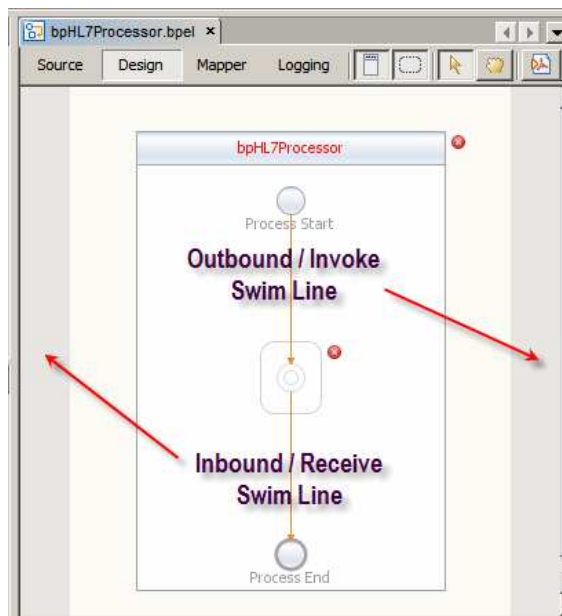 bpHL7Processor.bpel
Source Design Mapper Logging
bpHL7Processor
Process Start
Outbound / Invoke
Swim Line
Inbound / Receive
Swim Line
Process End